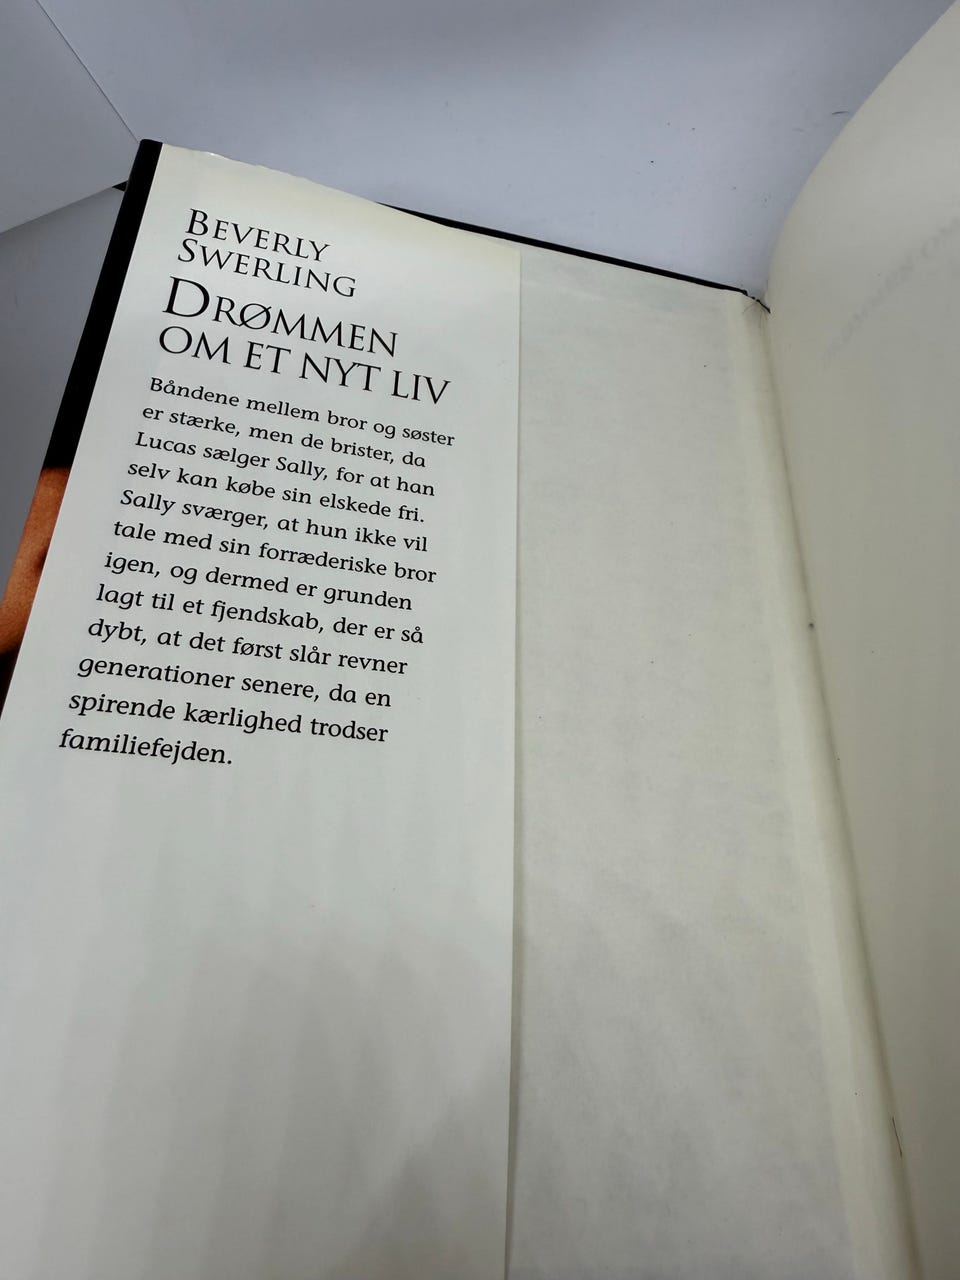 BEVERLY
SWERLING
DRØMMEN
OM ET NYT LIV
Båndene mellem bror og søster
er stærke, men de brister, da
Lucas sælger Sally, for at han
selv kan købe sin elskede fri.
Sally sværger, at hun ikke vil
tale med sin forræderiske bror
igen, og dermed er grunden
lagt til et fjendskab, der er så
dybt, at det først slår revner
generationer senere, da en
spirende kærlighed trodser
familiefejden.